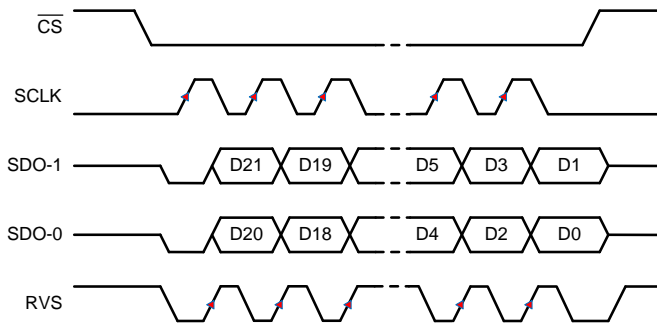 CS
SCLK
SDO-1 D21 D19 D5 D3 D1
SDO-0 D20 D18 D4 D2 D0
RVS